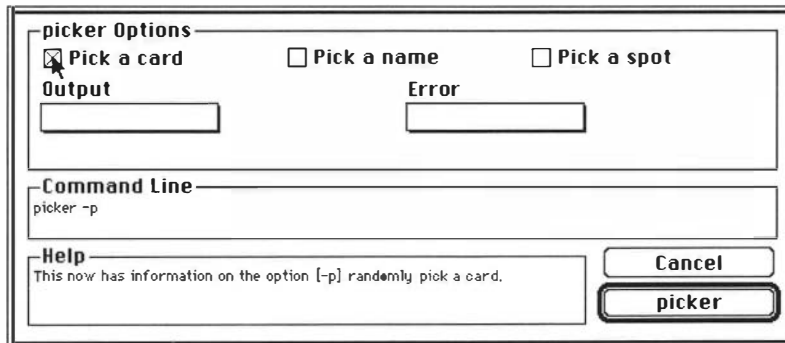 picker Options
Pick a card Pick a name Pick a spot
Output Error
Command Line
picker -p
Help
This now has information on the option [-p] randomly pick a card.
Cancel
picker